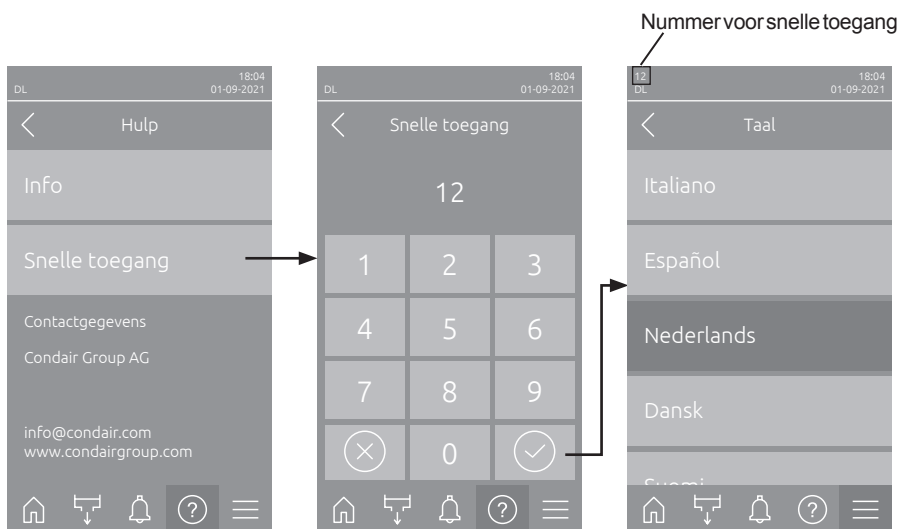 Nummer voor snelle toegang
18:04
DL 01-09-2021
Hulp
Info
Snelle toegang
Contactgegevens
Condair Group AG
info@condair.com
www.condairgroup.com
?
18:04
DL 01-09-2021
Snelle toegang
12
1 2 3
4 5 6
7 8 9
0
?
12 18:04
DL 01-09-2021
Taal
Italiano
Español
Nederlands
Dansk
Suomi
?